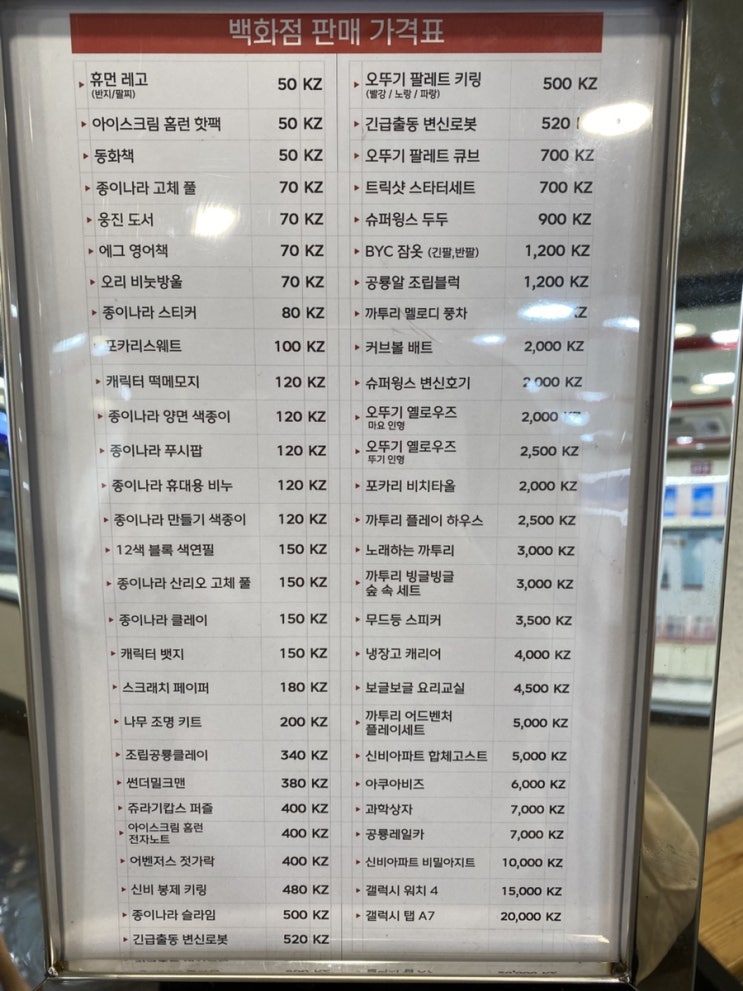 백화점 판매 가격표
휴먼 레고 50 KZ
(반지/팔찌)
아이스크림 홈런 핫팩 50 KZ
동화책 50 KZ
종이나라 고체 풀 70 KZ
웅진 도서 70 KZ
에그 영어책 70 KZ
오리 비눗방울 70 KZ
종이나라 스티커 80 KZ
포카리스웨트 100 KZ
캐릭터 떡메모지 120 KZ
종이나라 양면 색종이 120 KZ
종이나라 푸시팝 120 KZ
종이나라 휴대용 비누 120 KZ
종이나라 만들기 색종이 120 KZ
12색 블록 색연필 150 KZ
종이나라 산리오 고체 풀 150 KZ
종이나라 클레이 150 KZ
캐릭터 뱃지 150 KZ
스크래치 페이퍼 180 KZ
나무 조명 키트 200 KZ
조립공룡클레이 340 KZ
썬더밀크맨 380 KZ
쥬라기캅스 퍼즐 400 KZ
아이스크림 홈런
전자노트 400 KZ
어벤저스 젓가락 400 KZ
신비 봉제 키링 480 KZ
종이나라 슬라임 500 KZ
긴급출동 변신로봇 520 KZ
오뚜기 팔레트 키링 500 KZ
(빨강 / 노랑 / 파랑)
긴급출동 변신로봇 520
오뚜기 팔레트 큐브 700 KZ
트릭샷 스타터세트 700 KZ
슈퍼윙스 두두 900 KZ
BYC 잠옷 (긴팔,반팔) 1,200 KZ
공룡알 조립블럭 1,200 KZ
까투리 멜로디 풍차
커브볼 배트 2,000 KZ
슈퍼윙스 변신호기 2,000 KZ
오뚜기 옐로우즈 2,000
마요 인형
오뚜기 옐로우즈 2,500 KZ
뚜기 인형
포카리 비치타올 2,000 KZ
까투리 플레이 하우스 2,500 KZ
노래하는 까투리 3,000 KZ
까투리 빙글빙글
숲 속 세트 3,000 KZ
무드등 스피커 3,500 KZ
냉장고 캐리어 4,000 KZ
보글보글 요리교실 4,500 KZ
까투리 어드벤처
플레이세트 5,000 KZ
신비아파트 합체고스트 5,000 KZ
아쿠아비즈 6,000 KZ
과학상자 7,000 KZ
공룡레일카 7,000 KZ
신비아파트 비밀아지트 10,000 KZ
갤럭시 워치 4 15,000 KZ
갤럭시 탭 A7 20,000 KZ